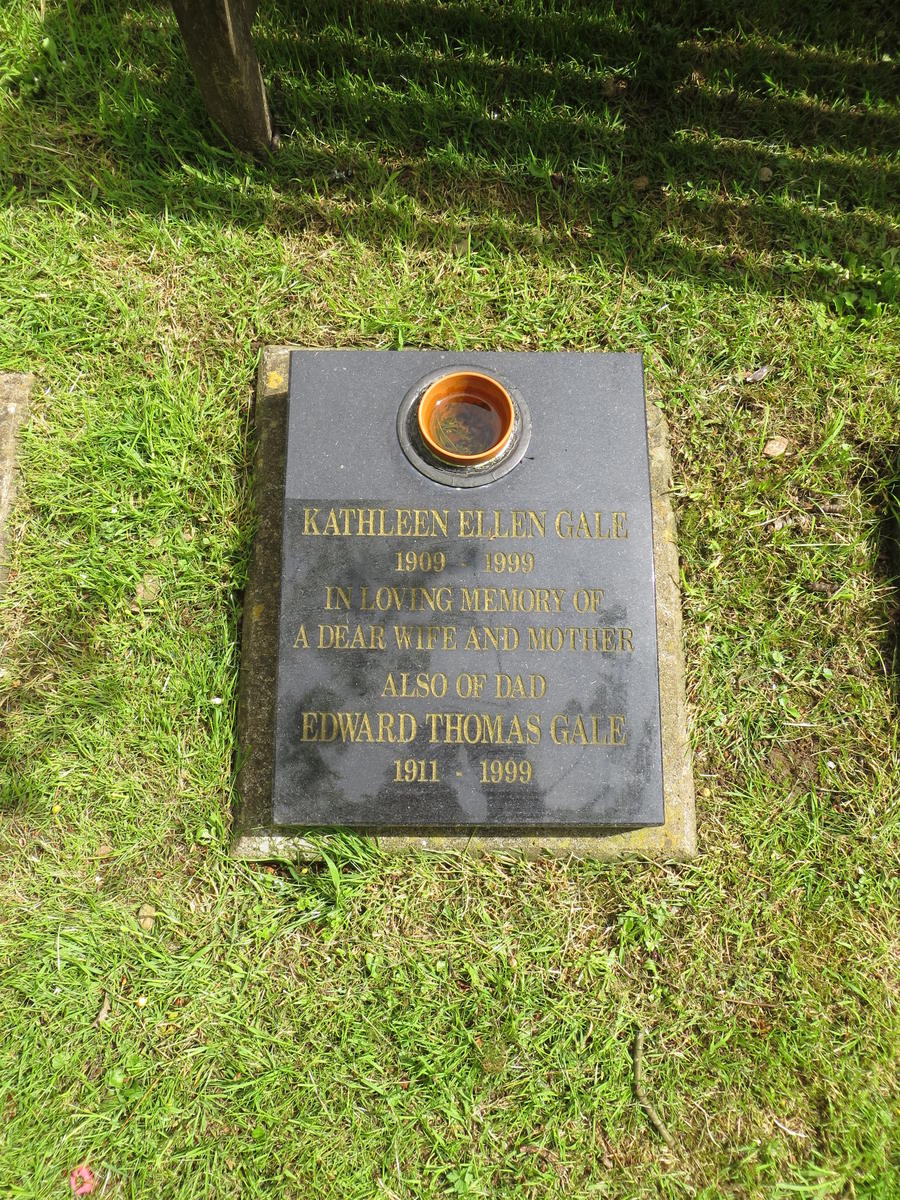 KATHLEEN ELLEN GALE
1909 - 1999
IN LOVING MEMORY OF
A DEAR WIFE AND MOTHER
ALSO OF DAD
EDWARD THOMAS GALE
1911 - 1999